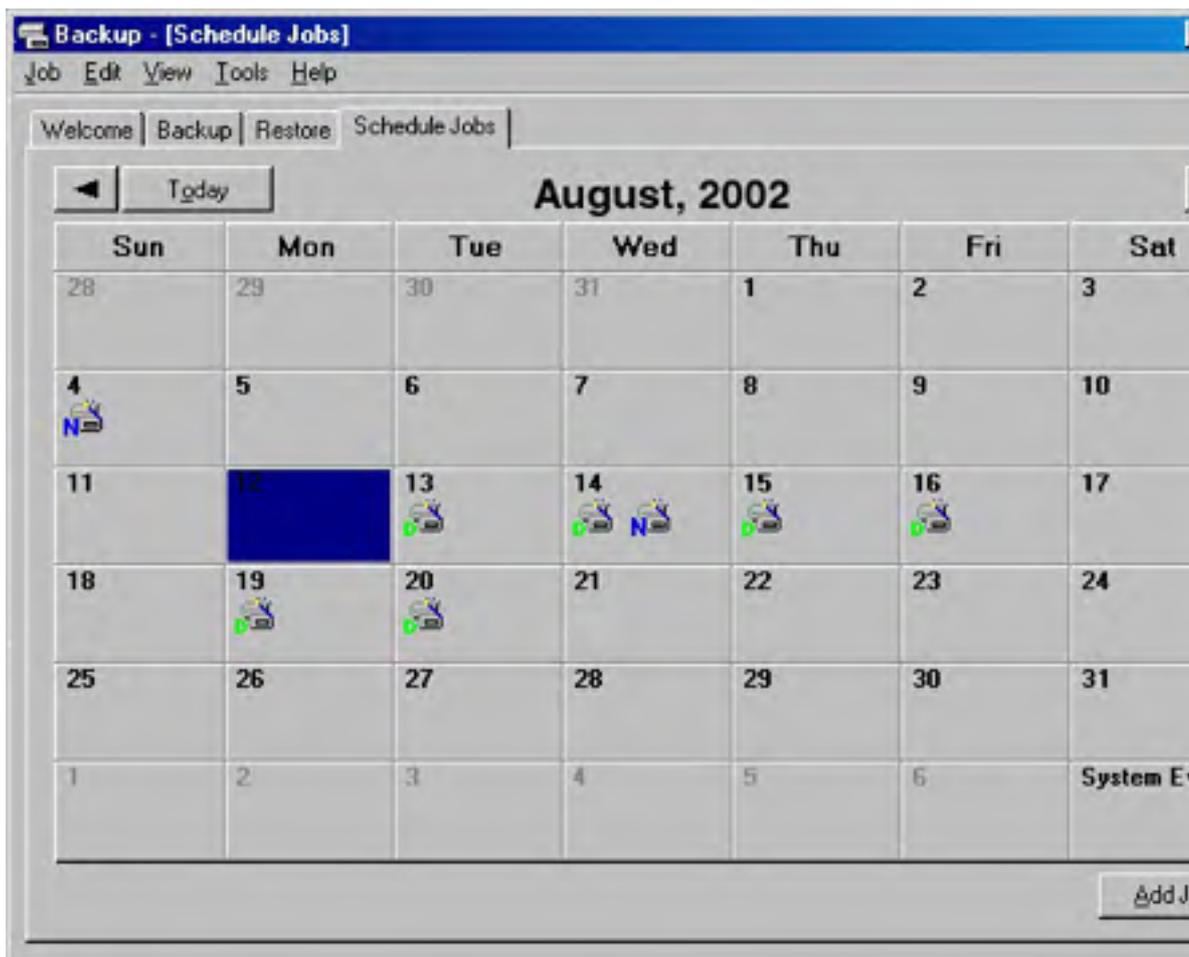 Backup - [Schedule Jobs]
Job Edit View Tools Help
Welcome Backup Restore Schedule Jobs
Today August, 2002
Sun Mon Tue Wed Thu Fri Sat
28 29 30 31 1 2 3
4 5 6 7 8 9 10
N
11 12 13 14 15 16 17
D D N D D
18 19 20 21 22 23 24
D D
25 26 27 28 29 30 31
1 2 3 4 5 6 System E
Add J